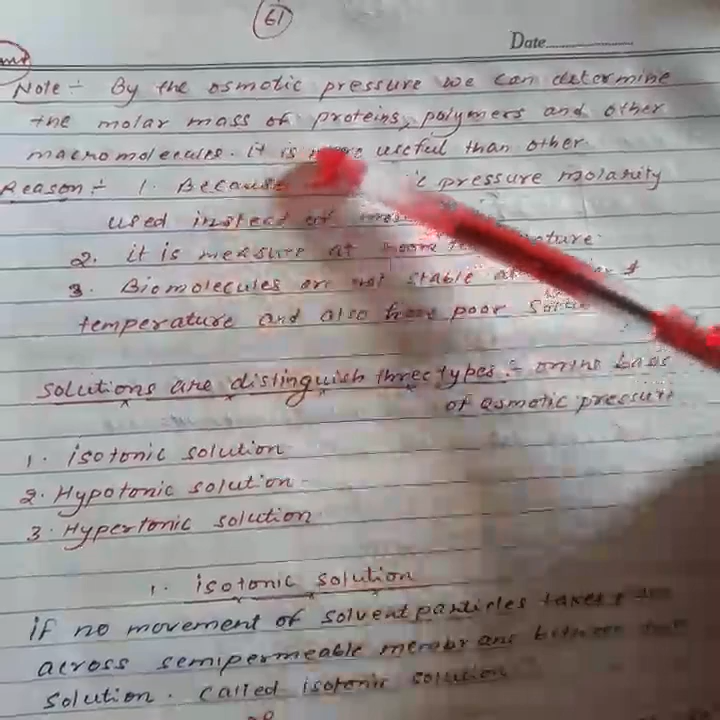 61
Date
Note:- By the osmotic pressure we can determine
the molar mass of proteins, polymers and other
macromolecules. it is useful than other.
Reason:- 1. Because pressure molarity
used instead of
2. it is measure at
3. Biomolecules are not stable
temperature and also poor
solutions are distinguish three types:- on the basis
of osmotic pressure
1. isotonic solution
2. Hypotonic solution
3. Hypertonic solution
1. isotonic solution
if no movement of solvent particles takes
across semipermeable membrans between
solution. called isotonic solution